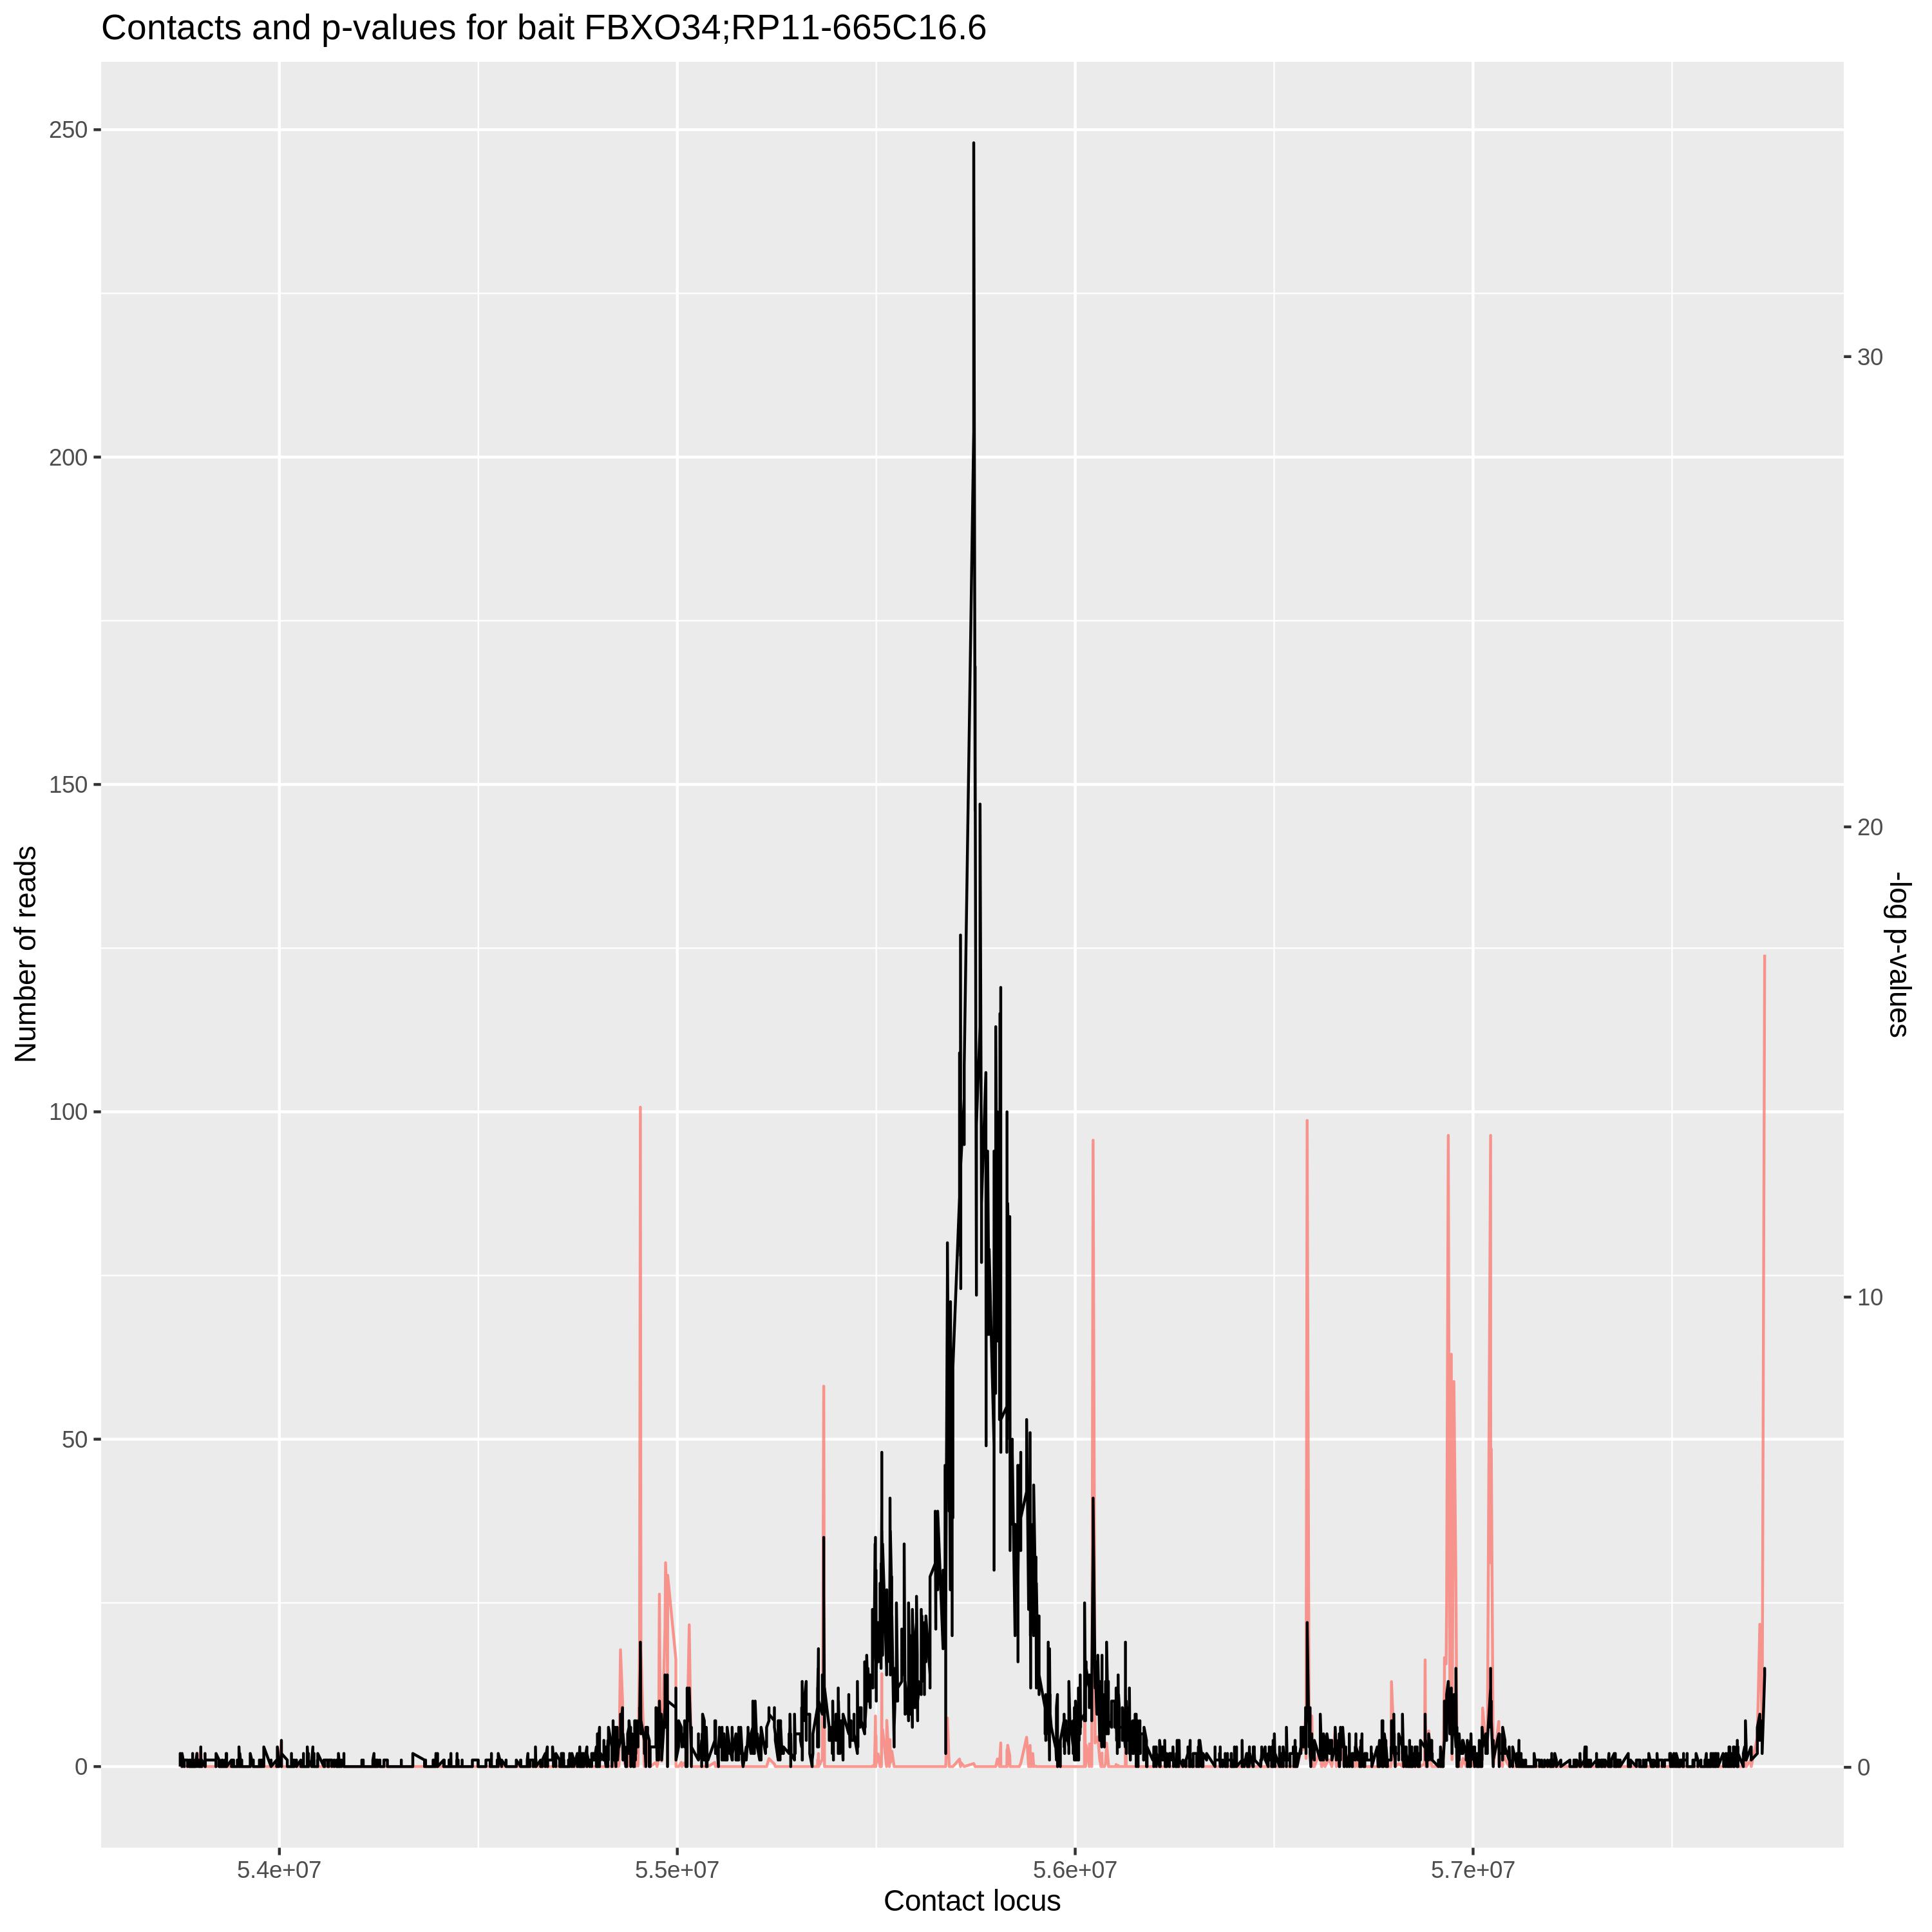 Contacts and p-values for bait FBXO34;RP11-665C16.6
250
200
150
100
50
0
Number of reads
30
20
10
0
-log p-values
5.4e+07
5.5e+07
5.6e+07
5.7e+07
Contact locus